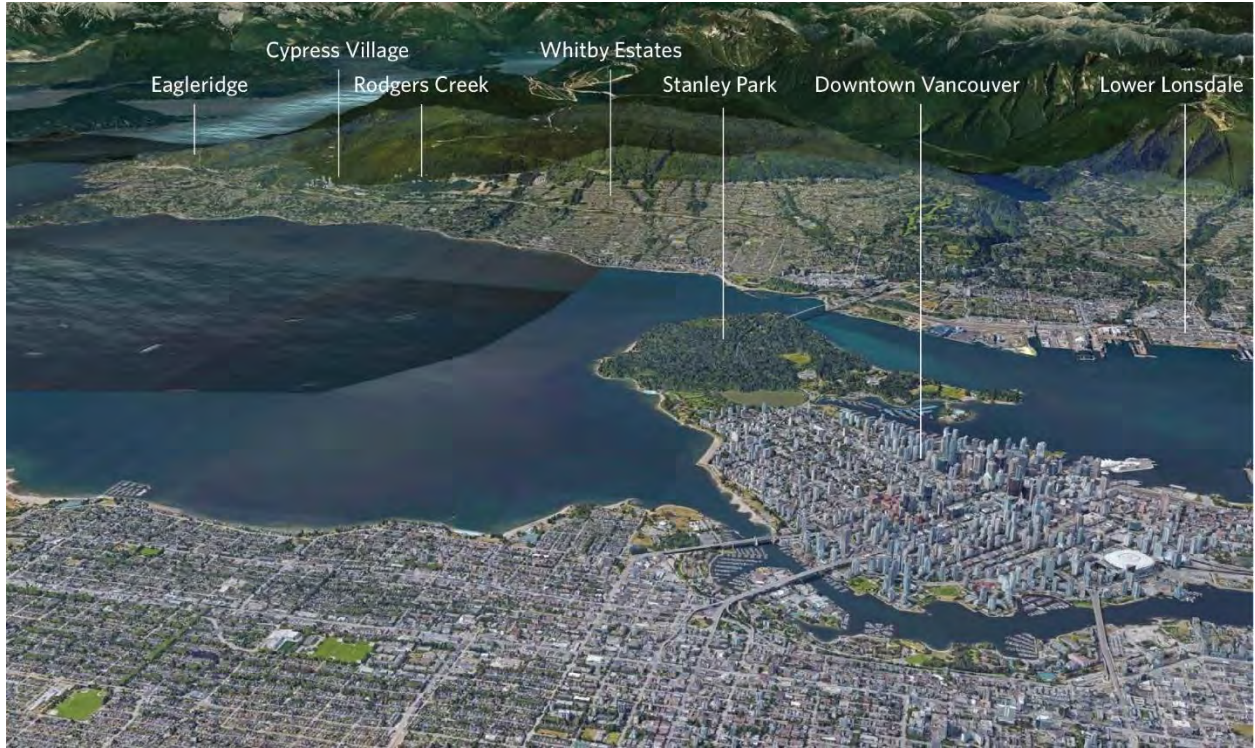 Cypress Village
Whitby Estates
Eagleridge
Rodgers Creek
Stanley Park
Downtown Vancouver
Lower Lonsdale